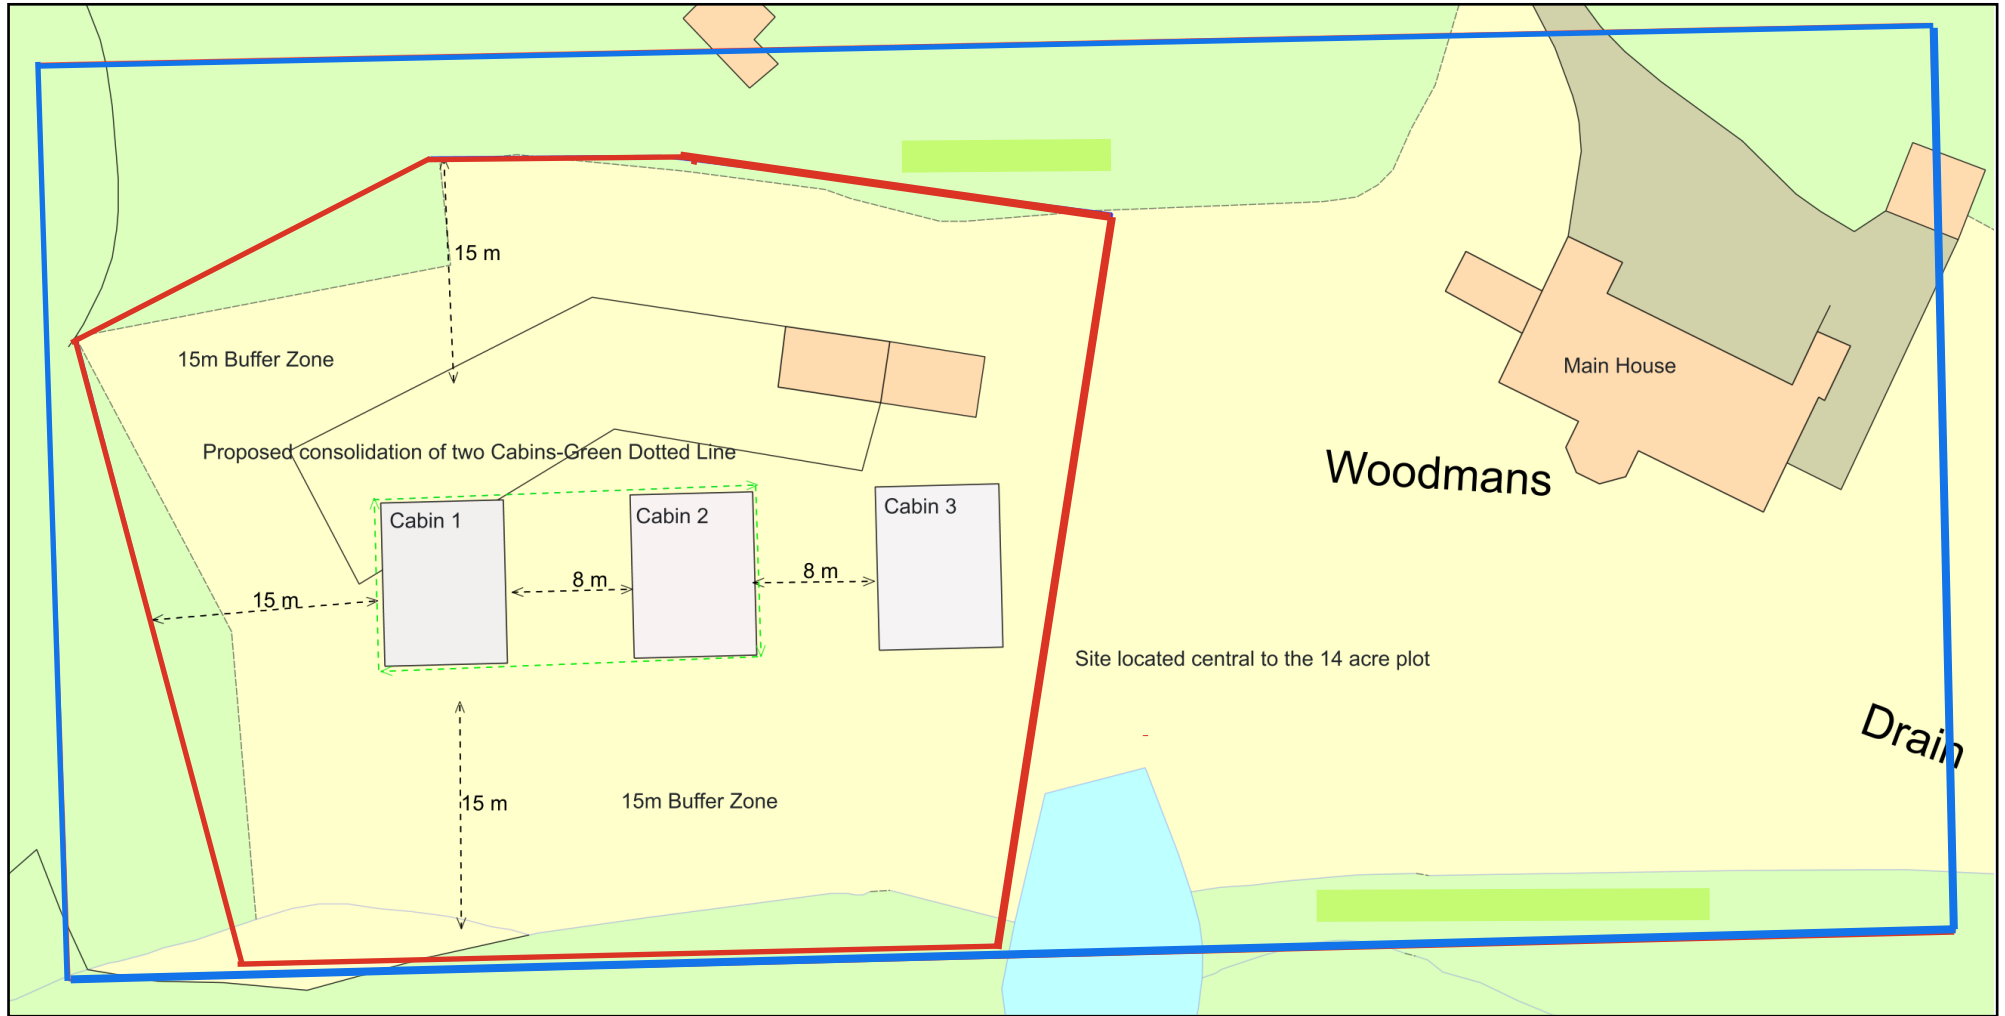 15 m
15m Buffer Zone
Main House
Proposed consolidation of two Cabins-Green Dotted Line
Woodmans
Cabin 1
Cabin 2
Cabin 3
15 m
8 m
8 m
Site located central to the 14 acre plot
Drain
15 m
15m Buffer Zone